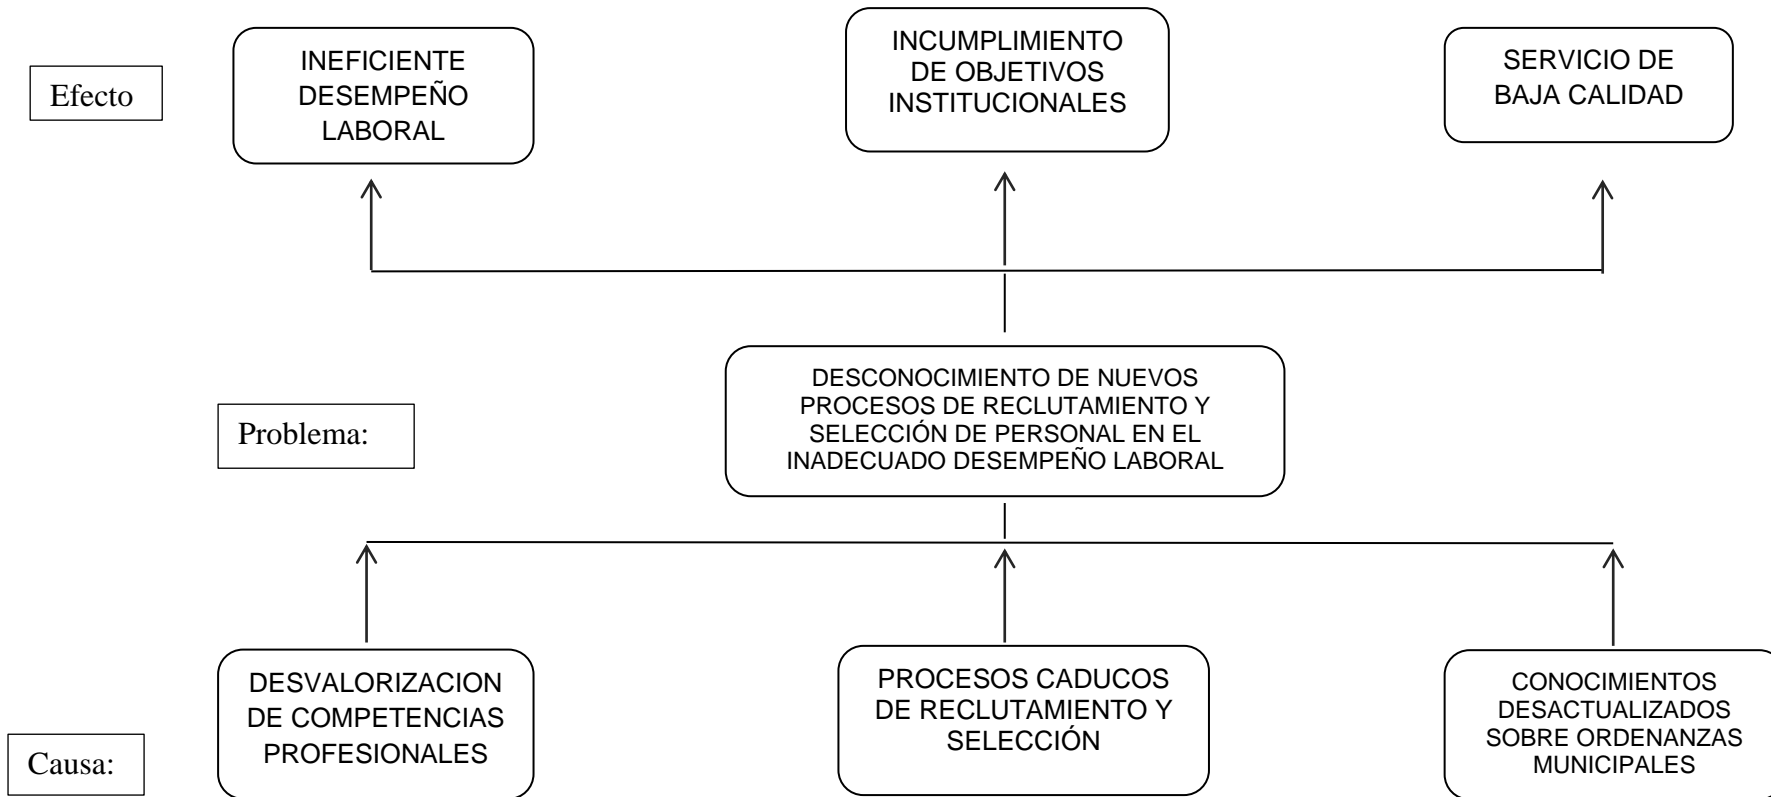 Efecto
INEFICIENTE
DESEMPEÑO
LABORAL
INCUMPLIMIENTO
DE OBJETIVOS
INSTITUCIONALES
SERVICIO DE
BAJA CALIDAD
Problema:
DESCONOCIMIENTO DE NUEVOS
PROCESOS DE RECLUTAMIENTO Y
SELECCIÓN DE PERSONAL EN EL
INADECUADO DESEMPEÑO LABORAL
Causa:
DESVALORIZACION
DE COMPETENCIAS
PROFESIONALES
PROCESOS CADUCOS
DE RECLUTAMIENTO Y
SELECCIÓN
CONOCIMIENTOS
DESACTUALIZADOS
SOBRE ORDENANZAS
MUNICIPALES